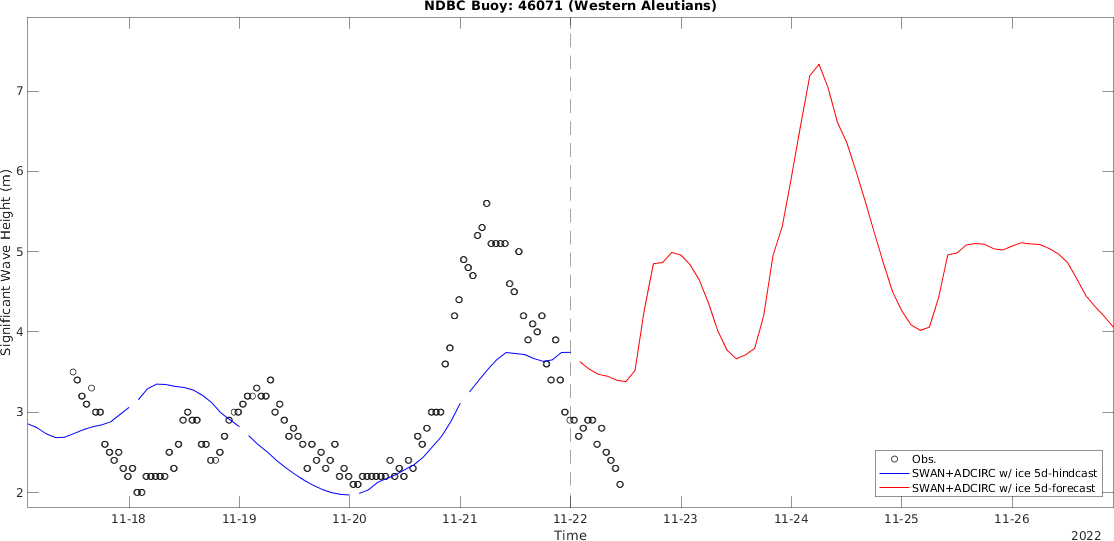 NDBC Buoy: 46071 (Western Aleutians)
Significant Wave Height (m)
7
6
5
4
3
2
11-18 11-19 11-20 11-21 11-22 11-23 11-24 11-25 11-26
Time
2022
Obs.
SWAN+ADCIRC w/ ice 5d-hindcast
SWAN+ADCIRC w/ ice 5d-forecast